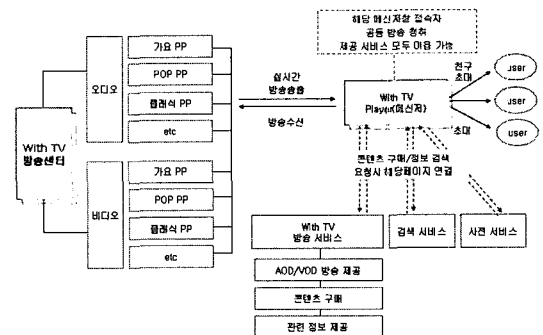 With TV
방송센터
오디오
가요 PP
POP PP
클래식 PP
etc
비디오
가요 PP
POP PP
클래식 PP
etc
실시간
방송송출
방송수신
해당 메신저창 접속자
공동 방송 청취
제공 서비스 모두 이용 가능
With TV
Player(메신저)
친구
초대
초대
user
user
user
콘텐츠 구매/정보 검색
요청시 해당페이지 연결
With TV
방송 서비스
검색 서비스
사전 서비스
AOD/VOD 방송 제공
콘텐츠 구매
관련 정보 제공